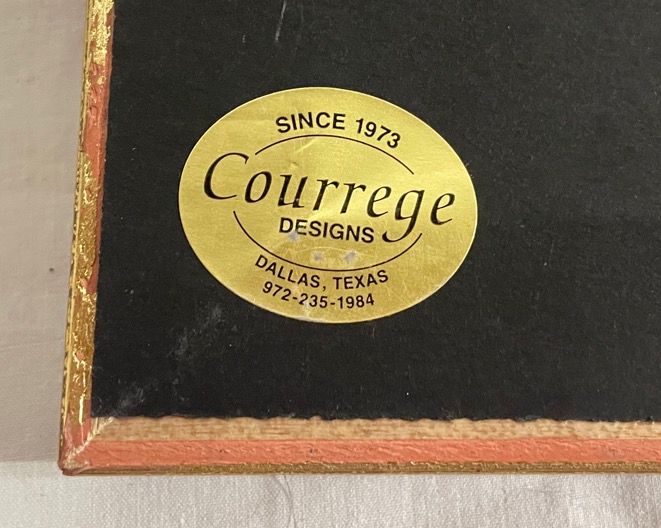 SINCE 1973
Courrege
DESIGNS
DALLAS, TEXAS
972-235-1984